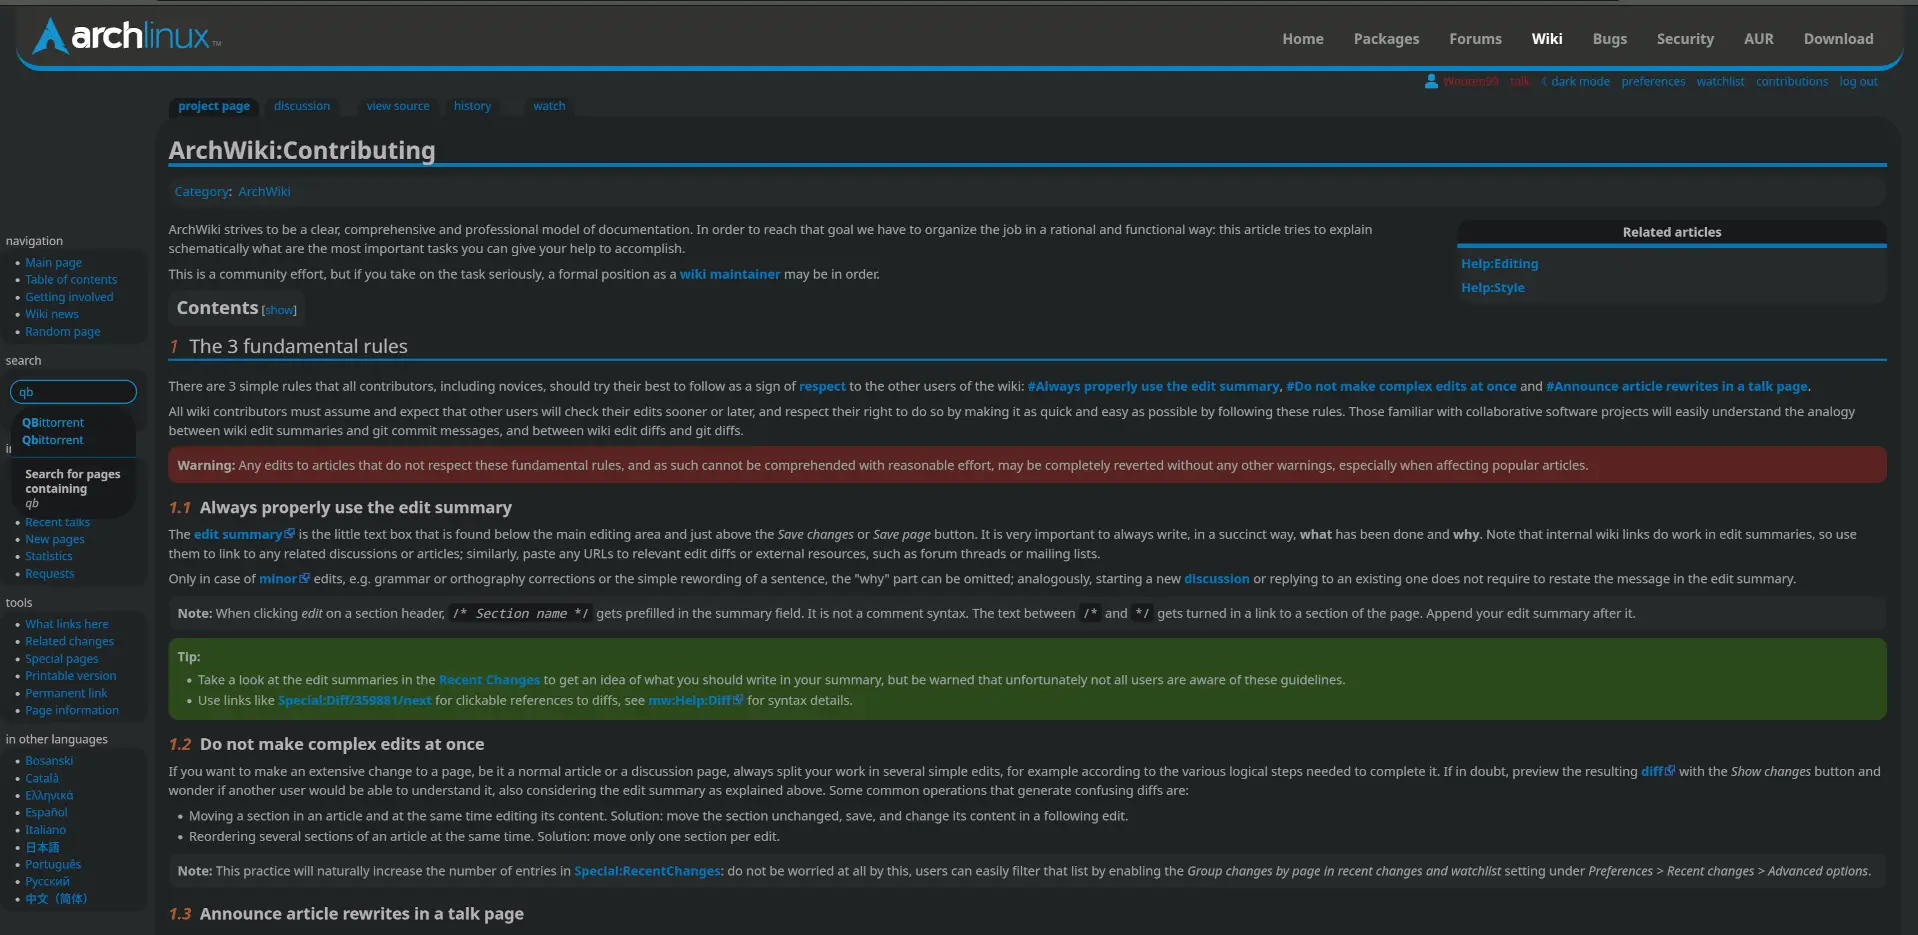 archlinux™
Home Packages Forums Wiki Bugs Security AUR Download
Wouren99 talk dark mode preferences watchlist contributions log out
project page discussion view source history watch
ArchWiki:Contributing
Category: ArchWiki
ArchWiki strives to be a clear, comprehensive and professional model of documentation. In order to reach that goal we have to organize the job in a rational and functional way: this article tries to explain
schematically what are the most important tasks you can give your help to accomplish.
This is a community effort, but if you take on the task seriously, a formal position as a wiki maintainer may be in order.
Related articles
Help:Editing
Help:Style
Contents [show]
1 The 3 fundamental rules
There are 3 simple rules that all contributors, including novices, should try their best to follow as a sign of respect to the other users of the wiki: #Always properly use the edit summary, #Do not make complex edits at once and #Announce article rewrites in a talk page.
All wiki contributors must assume and expect that other users will check their edits sooner or later, and respect their right to do so by making it as quick and easy as possible by following these rules. Those familiar with collaborative software projects will easily understand the analogy
between wiki edit summaries and git commit messages, and between wiki edit diffs and git diffs.
Warning: Any edits to articles that do not respect these fundamental rules, and as such cannot be comprehended with reasonable effort, may be completely reverted without any other warnings, especially when affecting popular articles.
1.1 Always properly use the edit summary
The edit summary is the little text box that is found below the main editing area and just above the Save changes or Save page button. It is very important to always write, in a succinct way, what has been done and why. Note that internal wiki links do work in edit summaries, so use
them to link to any related discussions or articles; similarly, paste any URLs to relevant edit diffs or external resources, such as forum threads or mailing lists.
Only in case of minor edits, e.g. grammar or orthography corrections or the simple rewording of a sentence, the "why" part can be omitted; analogously, starting a new discussion or replying to an existing one does not require to restate the message in the edit summary.
Note: When clicking edit on a section header, /* Section name */ gets prefilled in the summary field. It is not a comment syntax. The text between /* and */ gets turned in a link to a section of the page. Append your edit summary after it.
Tip:
• Take a look at the edit summaries in the Recent Changes to get an idea of what you should write in your summary, but be warned that unfortunately not all users are aware of these guidelines.
• Use links like Special:Diff/359881/next for clickable references to diffs, see mw:Help:Diff for syntax details.
1.2 Do not make complex edits at once
If you want to make an extensive change to a page, be it a normal article or a discussion page, always split your work in several simple edits, for example according to the various logical steps needed to complete it. If in doubt, preview the resulting diff with the Show changes button and
wonder if another user would be able to understand it, also considering the edit summary as explained above. Some common operations that generate confusing diffs are:
• Moving a section in an article and at the same time editing its content. Solution: move the section unchanged, save, and change its content in a following edit.
• Reordering several sections of an article at the same time. Solution: move only one section per edit.
Note: This practice will naturally increase the number of entries in Special:RecentChanges: do not be worried at all by this, users can easily filter that list by enabling the Group changes by page in recent changes and watchlist setting under Preferences > Recent changes > Advanced options.
1.3 Announce article rewrites in a talk page
navigation
• Main page
• Table of contents
• Getting involved
• Wiki news
• Random page
search
qb
QBittorrent
Qbittorrent
Search for pages
containing
qb
• Recent talks
• New pages
• Statistics
• Requests
tools
• What links here
• Related changes
• Special pages
• Printable version
• Permanent link
• Page information
in other languages
• Bosanski
• Català
• Ελληνικά
• Español
• Italiano
• 日本語
• Português
• Русский
• 中文（简体）